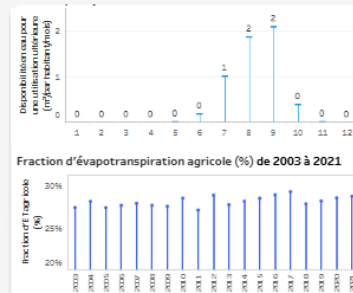 Disponibilité en eau pour
une utilisation ultérieure
(m³/par habitant/mois)
2
1
0
0 0 0 0 0 0 1 2 2 0 0 0
1 2 3 4 5 6 7 8 9 10 11 12
Fraction d'évapotranspiration agricole (%) de 2003 à 2021
Fraction d'ET agricole
(%)
30%
25%
20%
2003 2004 2005 2006 2007 2008 2009 2010 2011 2012 2013 2014 2015 2016 2017 2018 2019 2020